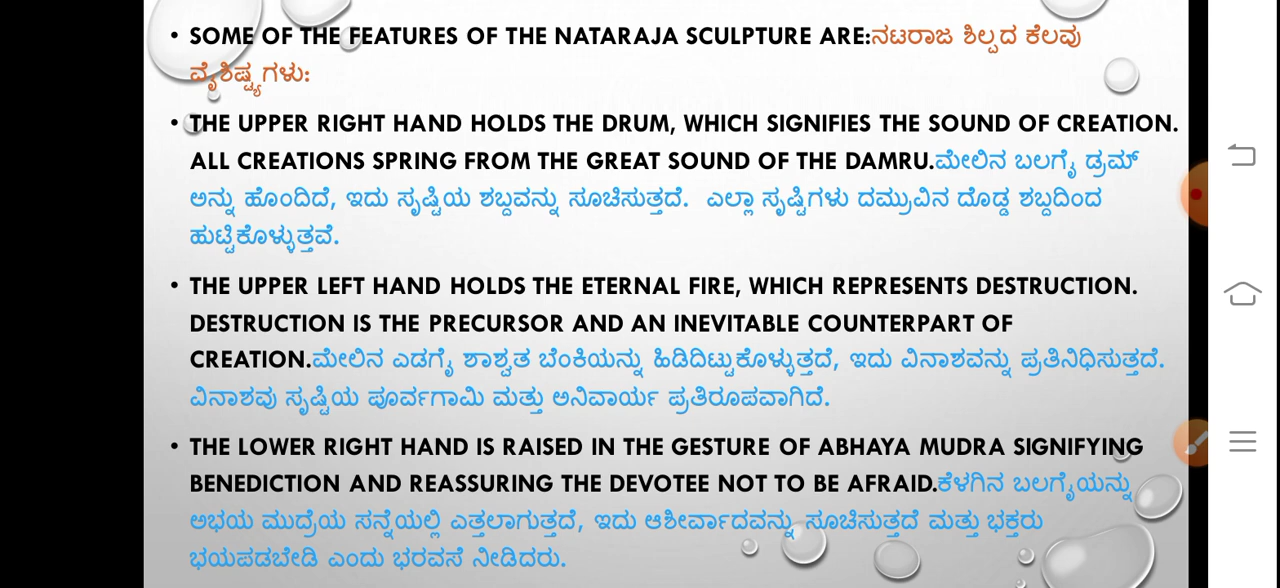 • SOME OF THE FEATURES OF THE NATARAJA SCULPTURE ARE:ನಟರಾಜ ಶಿಲ್ಪದ ಕೆಲವು
ವೈಶಿಷ್ಟ್ಯಗಳು:
• THE UPPER RIGHT HAND HOLDS THE DRUM, WHICH SIGNIFIES THE SOUND OF CREATION.
ALL CREATIONS SPRING FROM THE GREAT SOUND OF THE DAMRU.ಮೇಲಿನ ಬಲಗೈ ಡ್ರಮ್
ಅನ್ನು ಹೊಂದಿದೆ, ಇದು ಸೃಷ್ಟಿಯ ಶಬ್ದವನ್ನು ಸೂಚಿಸುತ್ತದೆ. ಎಲ್ಲಾ ಸೃಷ್ಟಿಗಳು ದಮ್ರುವಿನ ದೊಡ್ಡ ಶಬ್ದದಿಂದ
ಹುಟ್ಟಿಕೊಳ್ಳುತ್ತವೆ.
• THE UPPER LEFT HAND HOLDS THE ETERNAL FIRE, WHICH REPRESENTS DESTRUCTION.
DESTRUCTION IS THE PRECURSOR AND AN INEVITABLE COUNTERPART OF
CREATION.ಮೇಲಿನ ಎಡಗೈ ಶಾಶ್ವತ ಬೆಂಕಿಯನ್ನು ಹಿಡಿದಿಟ್ಟುಕೊಳ್ಳುತ್ತದೆ, ಇದು ವಿನಾಶವನ್ನು ಪ್ರತಿನಿಧಿಸುತ್ತದೆ.
ವಿನಾಶವು ಸೃಷ್ಟಿಯ ಪೂರ್ವಗಾಮಿ ಮತ್ತು ಅನಿವಾರ್ಯ ಪ್ರತಿರೂಪವಾಗಿದೆ.
• THE LOWER RIGHT HAND IS RAISED IN THE GESTURE OF ABHAYA MUDRA SIGNIFYING
BENEDICTION AND REASSURING THE DEVOTEE NOT TO BE AFRAID.ಕೆಳಗಿನ ಬಲಗೈಯನ್ನು
ಅಭಯ ಮುದ್ರೆಯ ಸನ್ನೆಯಲ್ಲಿ ಎತ್ತಲಾಗುತ್ತದೆ, ಇದು ಆಶೀರ್ವಾದವನ್ನು ಸೂಚಿಸುತ್ತದೆ ಮತ್ತು ಭಕ್ತರು
ಭಯಪಡಬೇಡಿ ಎಂದು ಭರವಸೆ ನೀಡಿದರು.